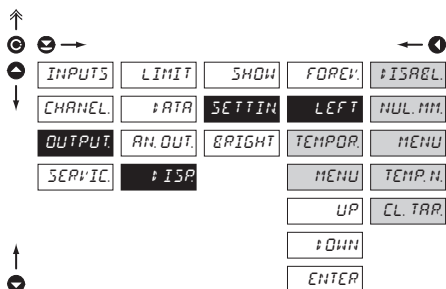 INPUTS LIMIT SHOW FOREV. DISABL.
CHANEL. DATA SETTIN. LEFT NUL. MM.
OUTPUT. AN. OUT. BRIGHT TEMPOR. MENU
SERVIC. DISP. MENU TEMP. N.
UP CL. TAR.
DOWN
ENTER